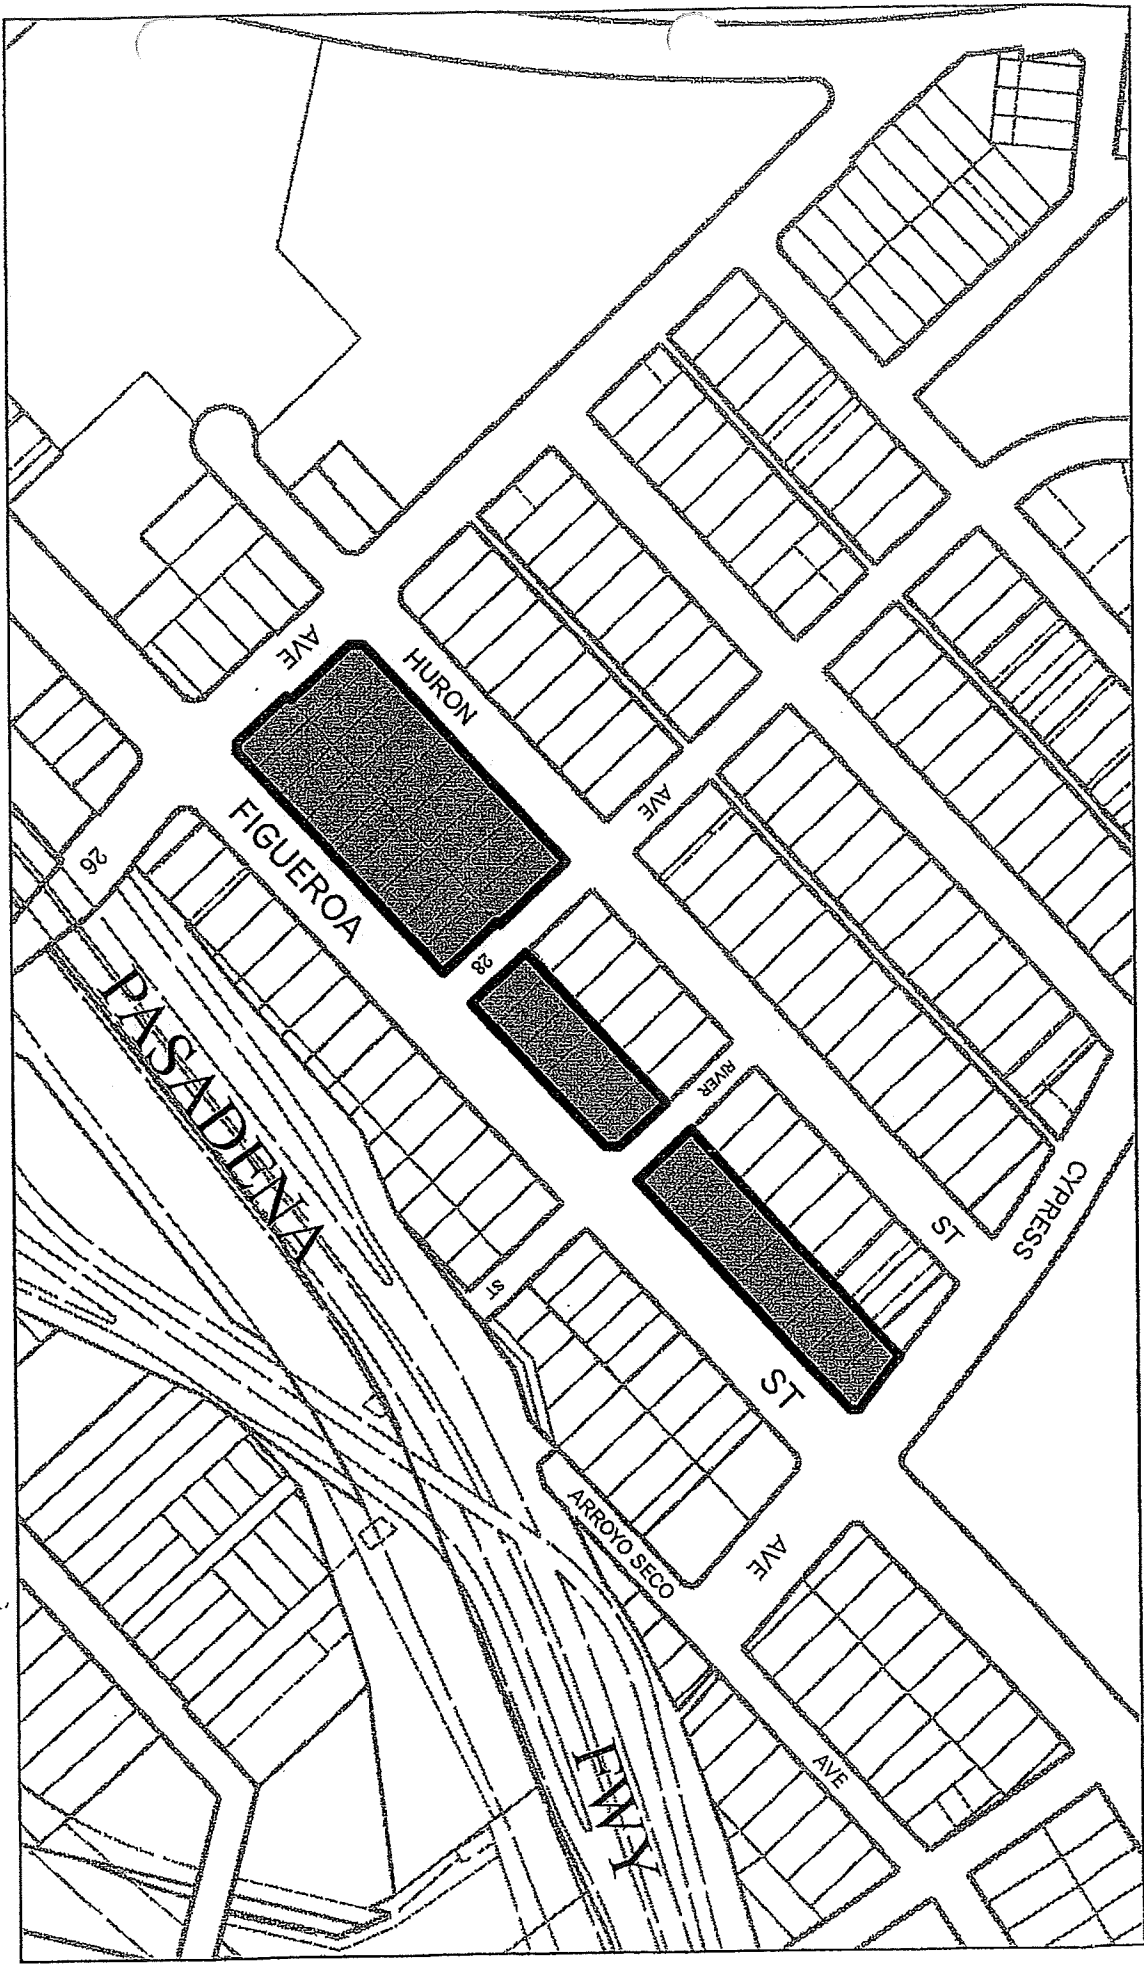 AVE
HURON
AVE
FIGUEROA
26
28
PASADENA
RIVER
CYPRESS
ST
ST
ST
ARROYO SECO
AVE
AVE
FWY